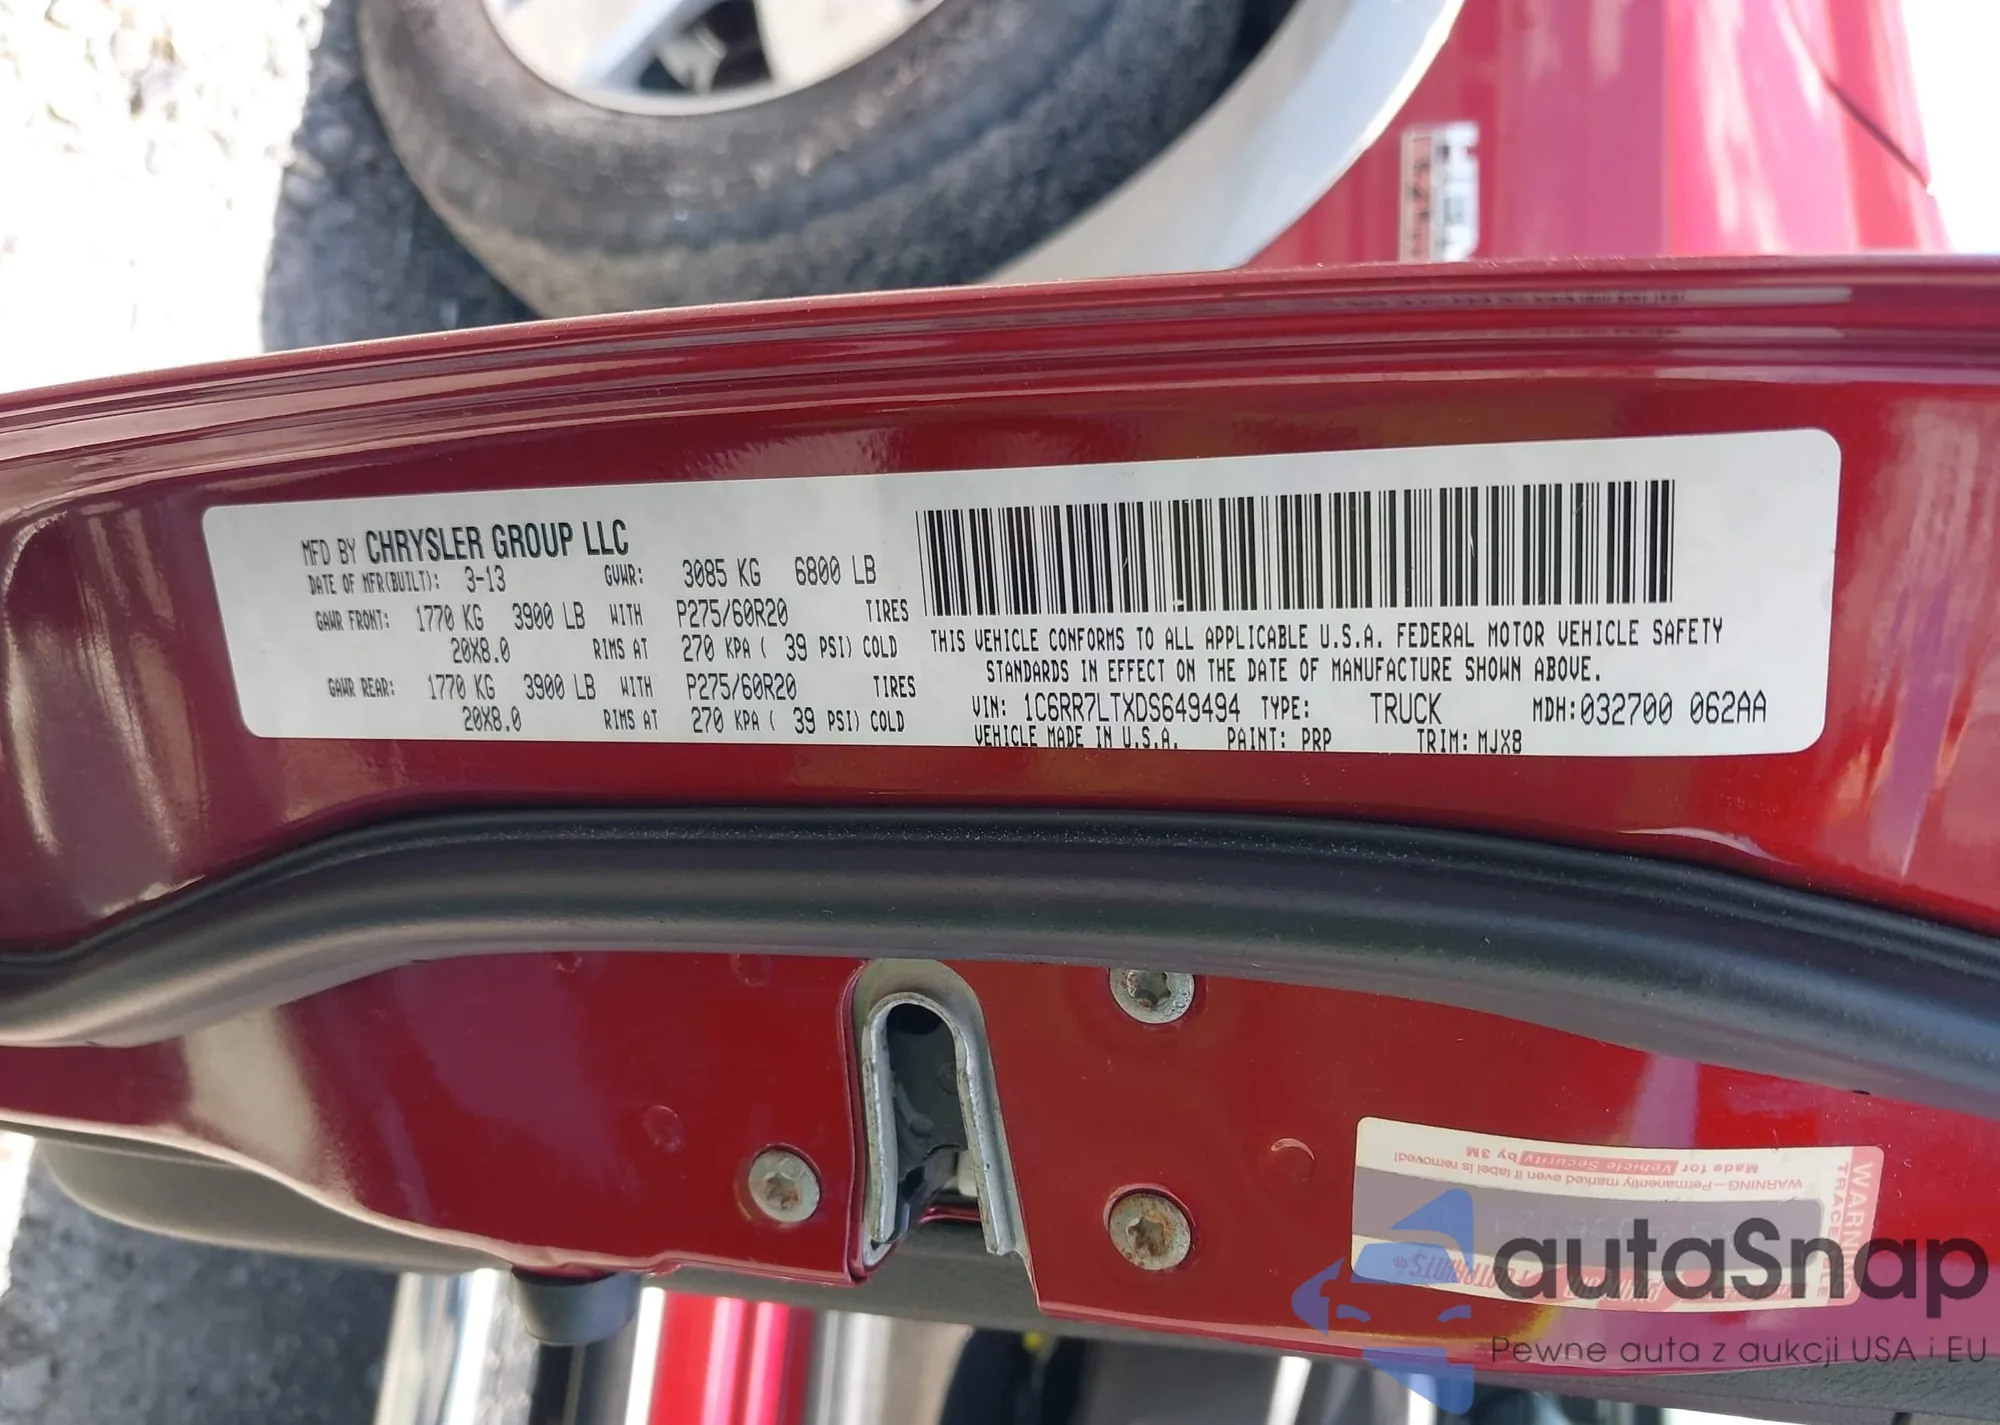 HEMI
MFD BY CHRYSLER GROUP LLC
DATE OF MFR(BUILT): 3-13 GVWR: 3085 KG 6800 LB
GAWR FRONT: 1770 KG 3900 LB WITH P275/60R20 TIRES
20X8.0 RIMS AT 270 KPA ( 39 PSI) COLD
GAWR REAR: 1770 KG 3900 LB WITH P275/60R20 TIRES
20X8.0 RIMS AT 270 KPA ( 39 PSI) COLD
THIS VEHICLE CONFORMS TO ALL APPLICABLE U.S.A. FEDERAL MOTOR VEHICLE SAFETY
STANDARDS IN EFFECT ON THE DATE OF MANUFACTURE SHOWN ABOVE.
VIN: 1C6RR7LTXDS649494 TYPE: TRUCK MDH:032700 062AA
VEHICLE MADE IN U.S.A. PAINT: PRP TRIM: MJX8
Made for Vehicle Security by 3M
WARNING-Permanently marked even if label is removed!
autaSnap
Pewne auta z aukcji USA i EU